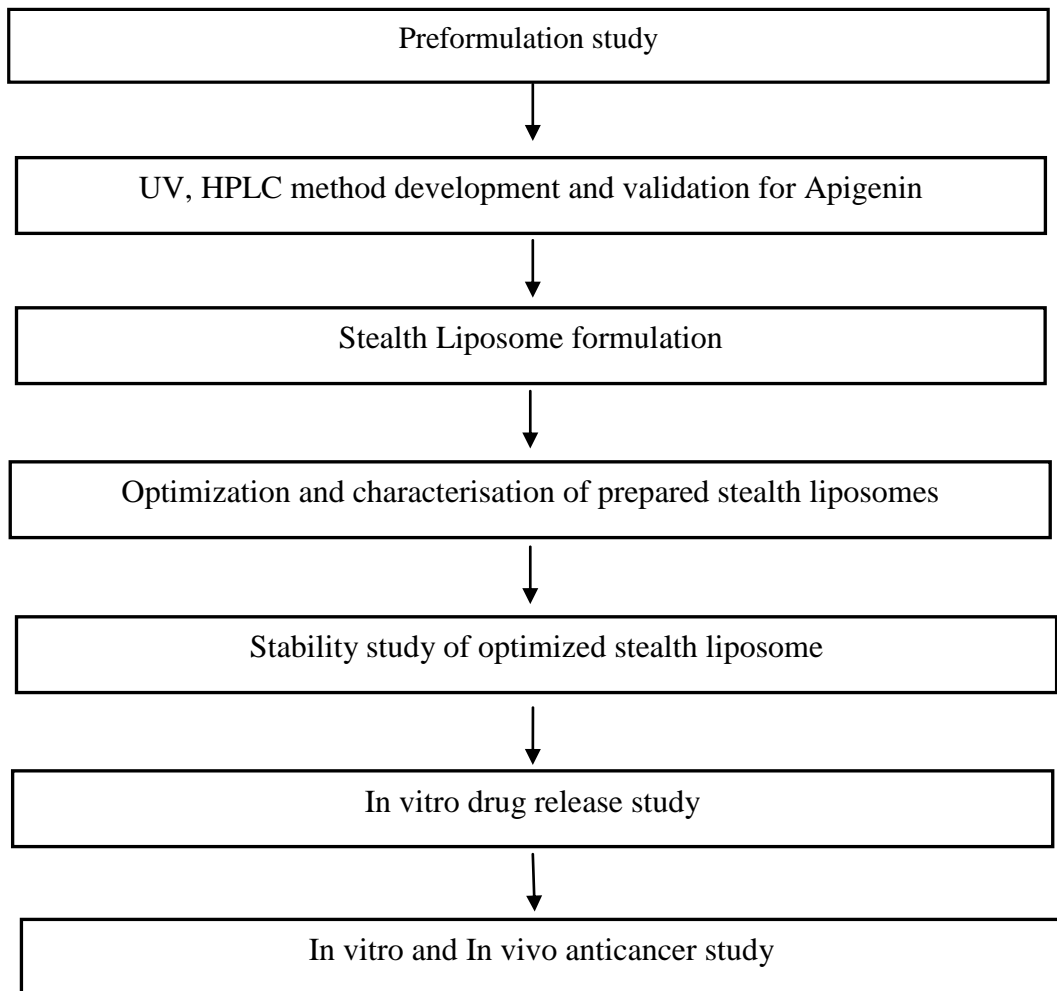 Preformulation study
UV, HPLC method development and validation for Apigenin
Stealth Liposome formulation
Optimization and characterisation of prepared stealth liposomes
Stability study of optimized stealth liposome
In vitro drug release study
In vitro and In vivo anticancer study